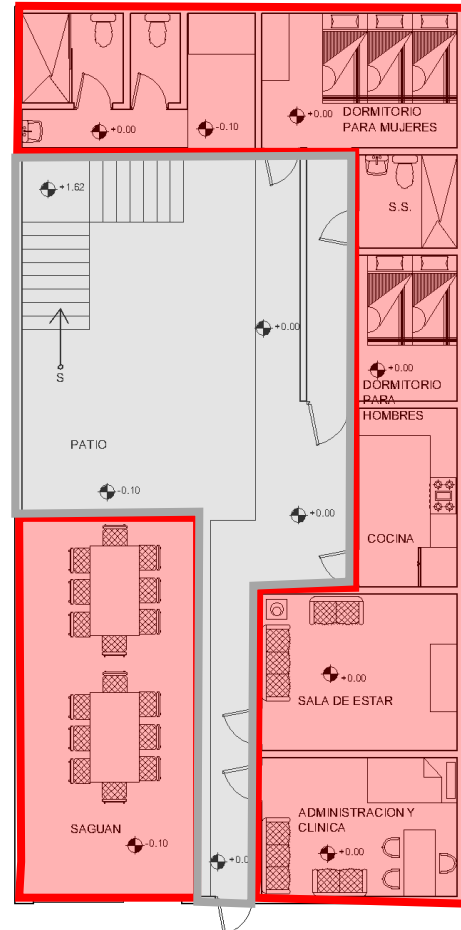 +0.00
-0.10
+0.00
DORMITORIO
PARA MUJERES
+1.62
S.S.
+0.00
+0.00
DORMITORIO
PARA
HOMBRES
S
PATIO
-0.10
+0.00
COCINA
+0.00
SALA DE ESTAR
ADMINISTRACION Y
CLINICA
SAGUAN
-0.10
+0.00